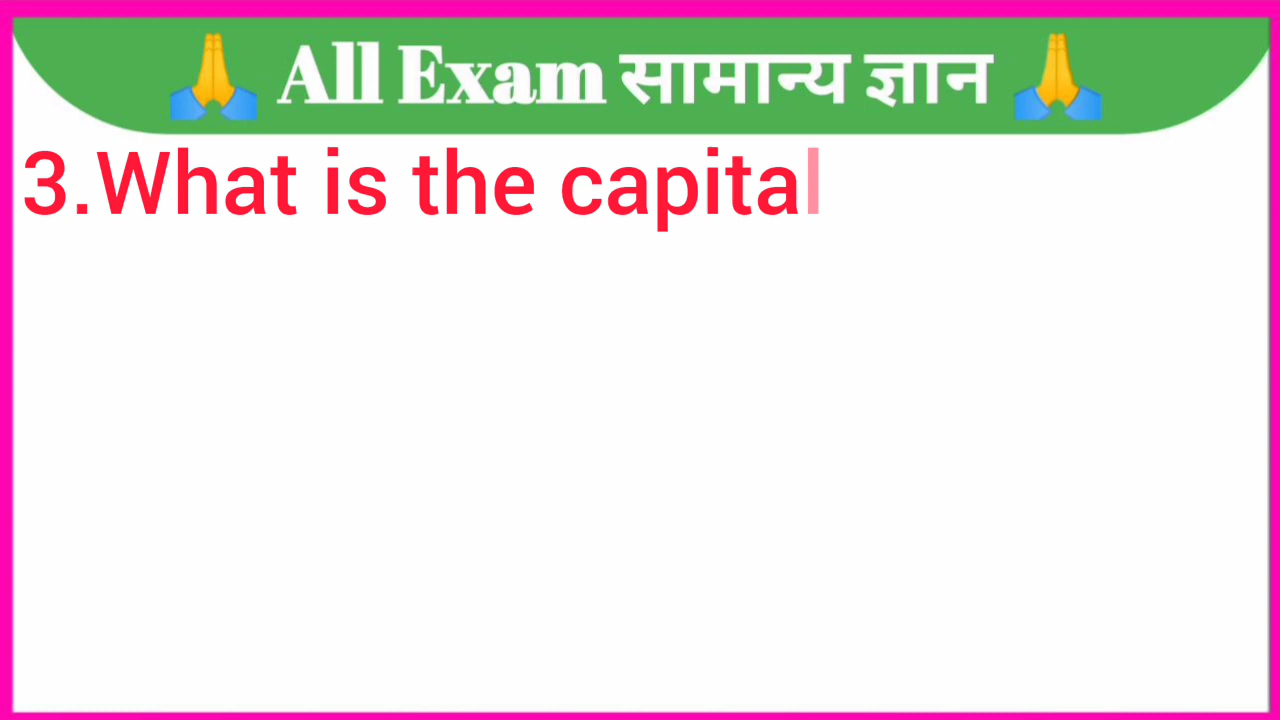 🙏 All Exam सामान्य ज्ञान 🙏
3.What is the capital